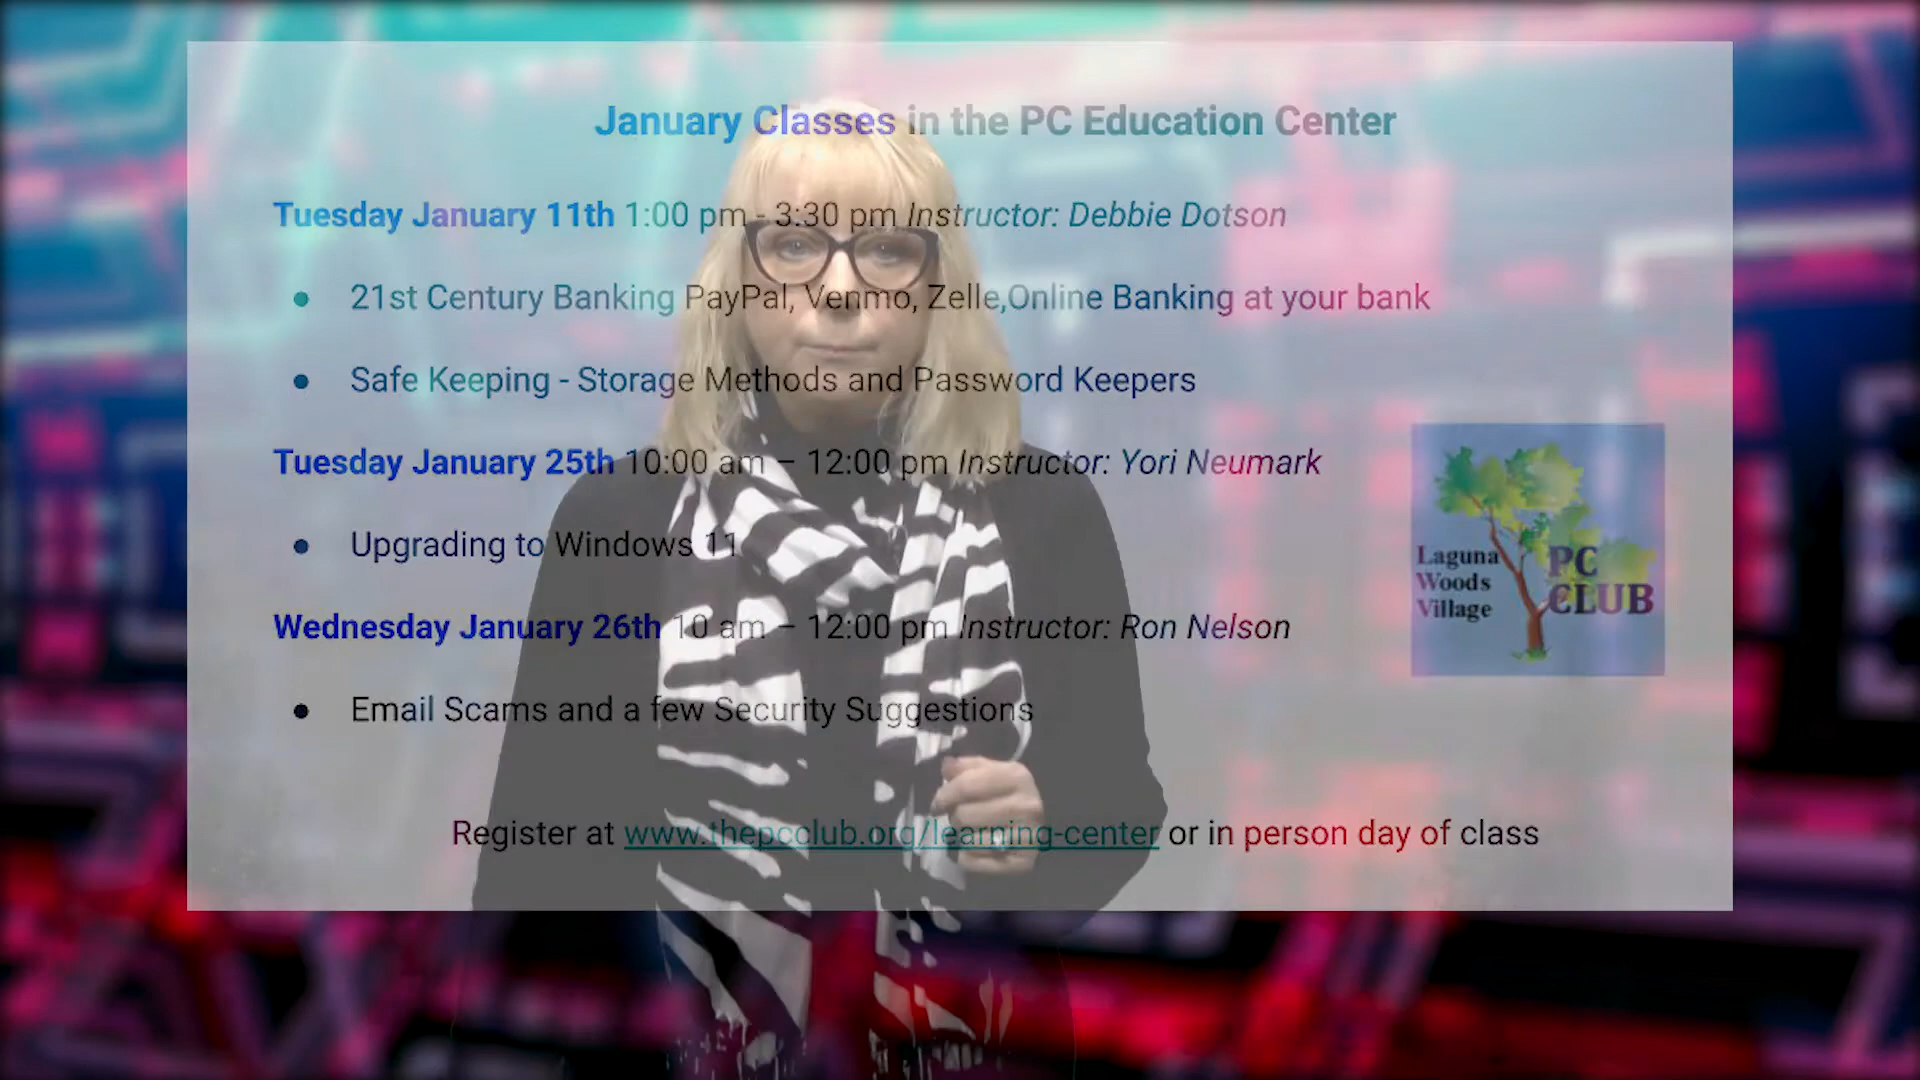 January Classes in the PC Education Center
Tuesday January 11th 1:00 pm - 3:30 pm Instructor: Debbie Dotson
● 21st Century Banking PayPal, Venmo, Zelle,Online Banking at your bank
● Safe Keeping - Storage Methods and Password Keepers
Tuesday January 25th 10:00 am – 12:00 pm Instructor: Yori Neumark
● Upgrading to Windows 11
Wednesday January 26th 10 am – 12:00 pm Instructor: Ron Nelson
● Email Scams and a few Security Suggestions
Register at www.thepcclub.org/learning-center or in person day of class
Laguna
Woods
Village
PC
CLUB